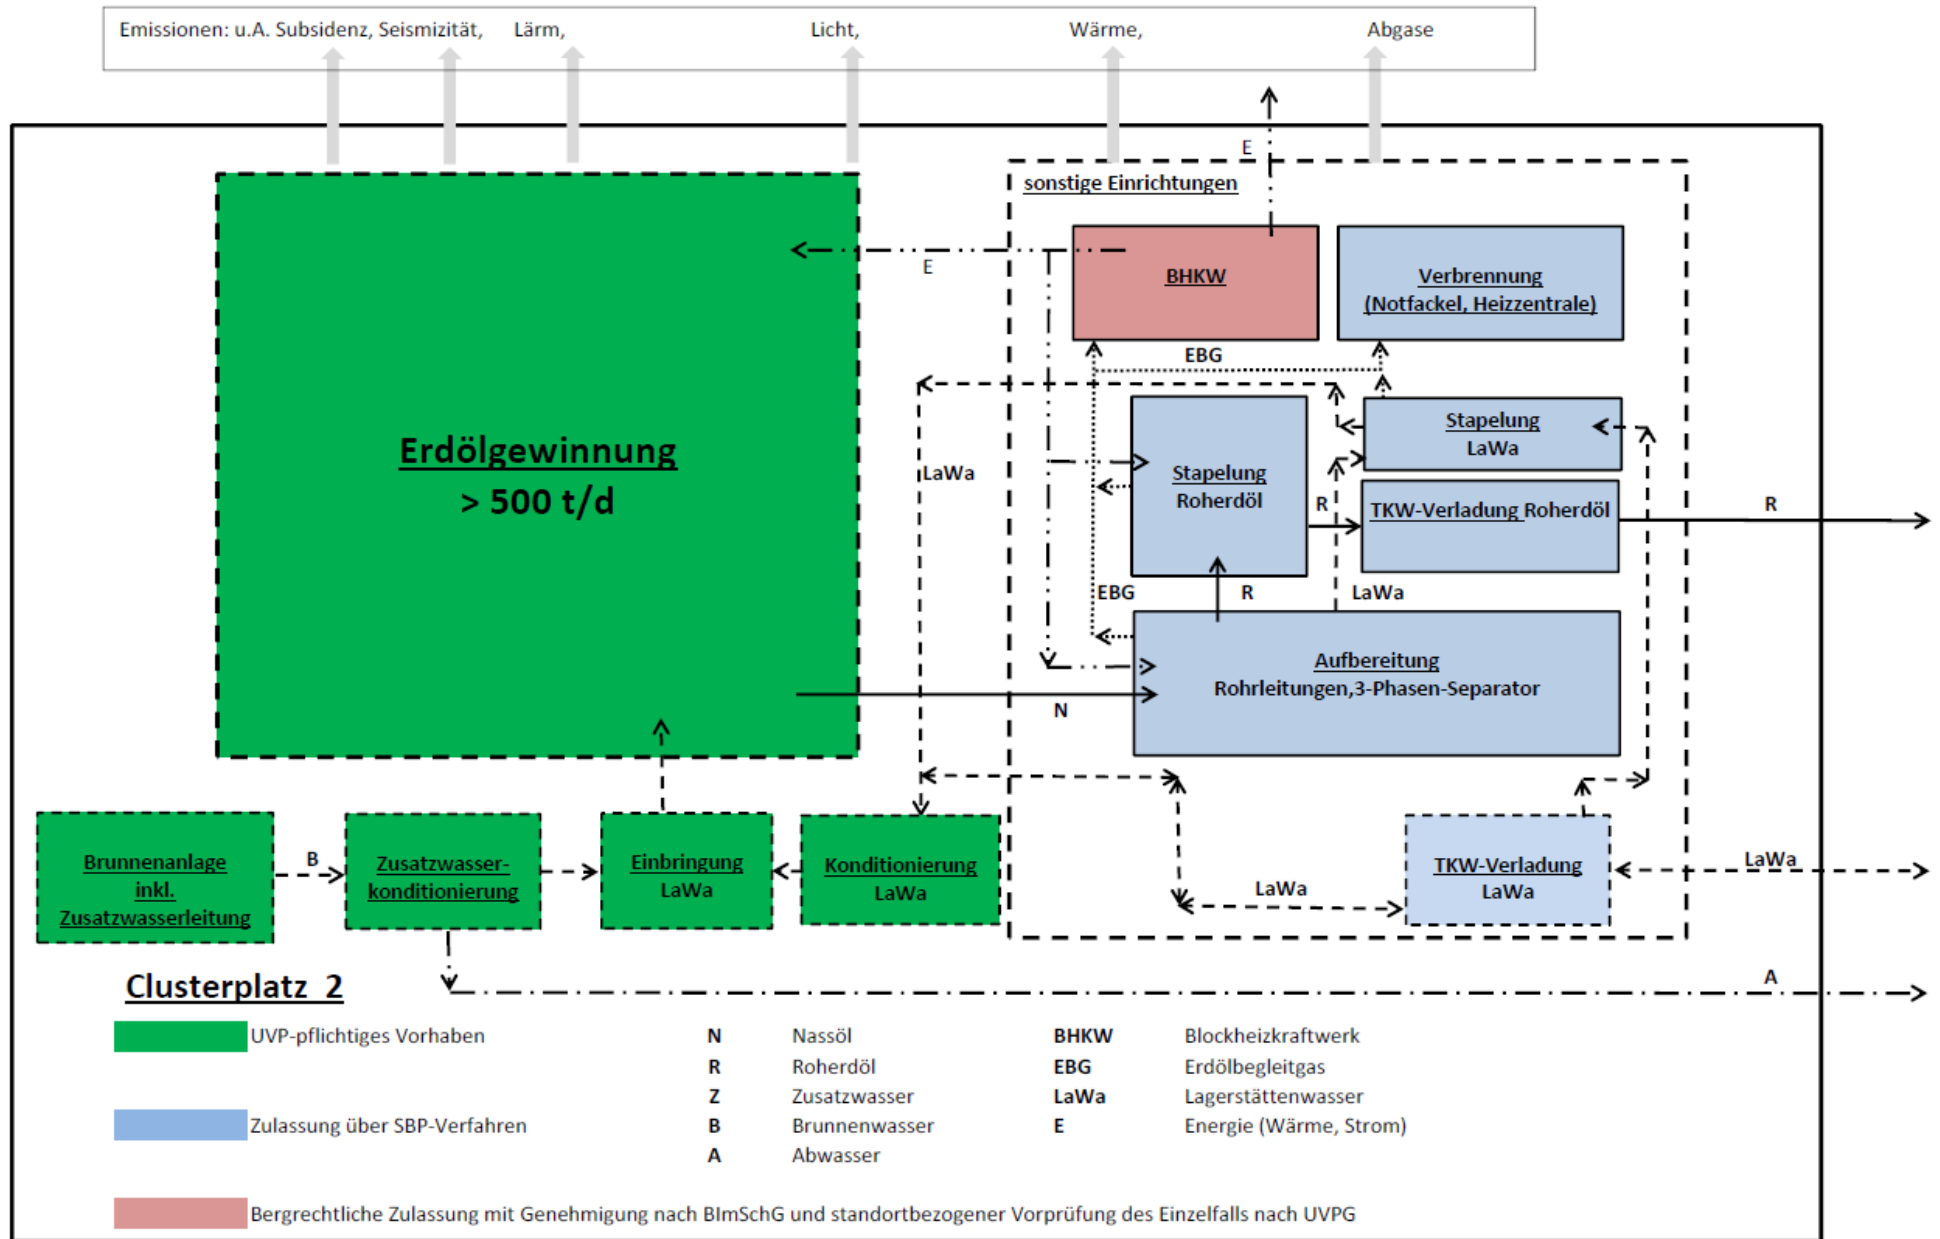 Emissionen: u.A. Subsidenz, Seismizität, Lärm, Licht, Wärme, Abgase
E
sonstige Einrichtungen
BHKW
Verbrennung
(Notfackel, Heizzentrale)
E
EBG
Erdölgewinnung
> 500 t/d
LaWa
Stapelung
Roherdöl
Stapelung
LaWa
R
TKW-Verladung Roherdöl
R
EBG
R
LaWa
Aufbereitung
Rohrleitungen,3-Phasen-Separator
N
Brunnenanlage
inkl.
Zusatzwasserleitung
B
Zusatzwasser-
konditionierung
Einbringung
LaWa
Konditionierung
LaWa
LaWa
TKW-Verladung
LaWa
LaWa
A
Clusterplatz 2
UVP-pflichtiges Vorhaben
Zulassung über SBP-Verfahren
N Nassöl
R Roherdöl
Z Zusatzwasser
B Brunnenwasser
A Abwasser
BHKW Blockheizkraftwerk
EBG Erdölbegleitgas
LaWa Lagerstättenwasser
E Energie (Wärme, Strom)
Bergrechtliche Zulassung mit Genehmigung nach BImSchG und standortbezogener Vorprüfung des Einzelfalls nach UVPG